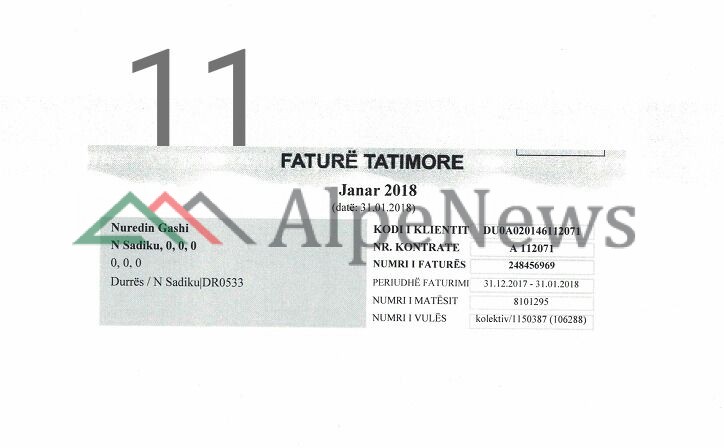 11
FATURË TATIMORE
Janar 2018
(datë: 31.01.2018)
AlpeNews
Nuredin Gashi
N Sadiku, 0, 0, 0
0, 0, 0
Durrës / N Sadiku|DR0533
KODI I KLIENTIT DU0A020146112071
NR. KONTRATE A 112071
NUMRI I FATURËS 248456969
PERIUDHË FATURIMI 31.12.2017 - 31.01.2018
NUMRI I MATËSIT 8101295
NUMRI I VULËS kolektiv/1150387 (106288)